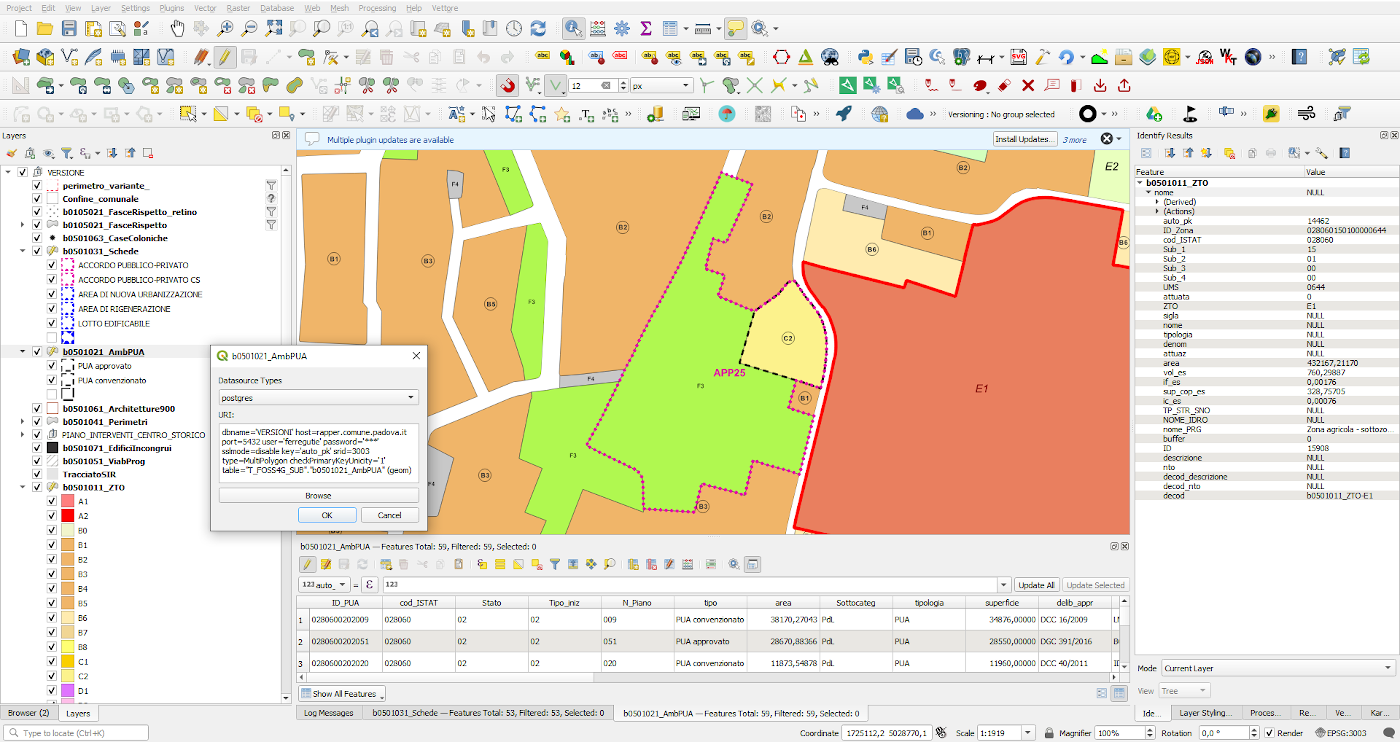 Project Edit View Layer Settings Plugins Vector Raster Database Web Mesh Processing Help Vettore
12 px
Versioning : No group selected
Layers
VERSIONE
perimetro_variante_
Confine_comunale
b0105021_FasceRispetto_retino
b0105021_FasceRispetto
b0501063_CaseColoniche
b0501031_Schede
ACCORDO PUBBLICO-PRIVATO
ACCORDO PUBBLICO-PRIVATO CS
AREA DI NUOVA URBANIZZAZIONE
AREA DI RIGENERAZIONE
LOTTO EDIFICABILE
b0501021_AmbPUA
PUA approvato
PUA convenzionato
b0501061_Architetture900
b0501041_Perimetri
PIANO_INTERVENTI_CENTRO_STORICO
b0501071_EdificiIncongrui
b0501051_ViabProg
TracciatoSIR
b0501011_ZTO
A1
A2
B0
B1
B2
B3
B4
B5
B6
B7
B8
C1
C2
D1
Browser (2) Layers
Type to locate (Ctrl+K)
Multiple plugin updates are available
Install Updates... 3 more
F3
F4
B2
B2
E2
F4
B1
B6
B6
B2
B1
B3
B5
F3
C2
APP25
F4
F3
B1
E1
F3
B3
F4
B3
b0501021_AmbPUA
Datasource Types
postgres
URI:
dbname='VERSIONI' host=rapper.comune.padova.it
port=5432 user='ferregute' password='***'
sslmode=disable key='auto_pk' srid=3003
type=MultiPolygon checkPrimaryKeyUnicity='1'
table="T_FOSS4G_SUB"."b0501021_AmbPUA" (geom)
Browse
OK Cancel
b0501021_AmbPUA — Features Total: 59, Filtered: 59, Selected: 0
123 auto_ = ε 123 Update All Update Selected
ID_PUA cod_ISTAT Stato Tipo_iniz N_Piano tipo area Sottocateg tipologia superficie delib_appr
1 0280600202009 028060 02 02 009 PUA convenzionato 38170,27043 PdL PUA 34876,00000 DCC 16/2009
2 0280600202051 028060 02 02 051 PUA approvato 28670,88366 PdL PUA 28550,00000 DGC 391/2016
3 0280600202020 028060 02 02 020 PUA convenzionato 11873,54878 PdL PUA 11960,00000 DCC 40/2011
Show All Features
Log Messages b0501031_Schede — Features Total: 53, Filtered: 53, Selected: 0 b0501021_AmbPUA — Features Total: 59, Filtered: 59, Selected: 0
Identify Results
Feature Value
b0501011_ZTO
nome NULL
(Derived)
(Actions)
auto_pk 14462
ID_Zona 028060150100000644
cod_ISTAT 028060
Sub_1 15
Sub_2 01
Sub_3 00
Sub_4 00
UMS 0644
attuata 0
ZTO E1
sigla NULL
nome NULL
tipologia NULL
denom NULL
attuaz NULL
area 432167,21170
vol_es 760,29887
if_es 0,00176
sup_cop_es 328,75705
ic_es 0,00076
TP_STR_SNO NULL
NOME_IDRO NULL
nome_PRG Zona agricola - sottozo...
buffer 0
ID 15908
descrizione NULL
nto NULL
decod_descrizione NULL
decod_nto NULL
decod b0501011_ZTO-E1
Mode Current Layer
View Tree
Ide... Layer Styling... Proces... Re... Ve... Kar...
Coordinate 1725112,2 5028770,1 Scale 1:1919 Magnifier 100% Rotation 0,0 ° Render EPSG:3003